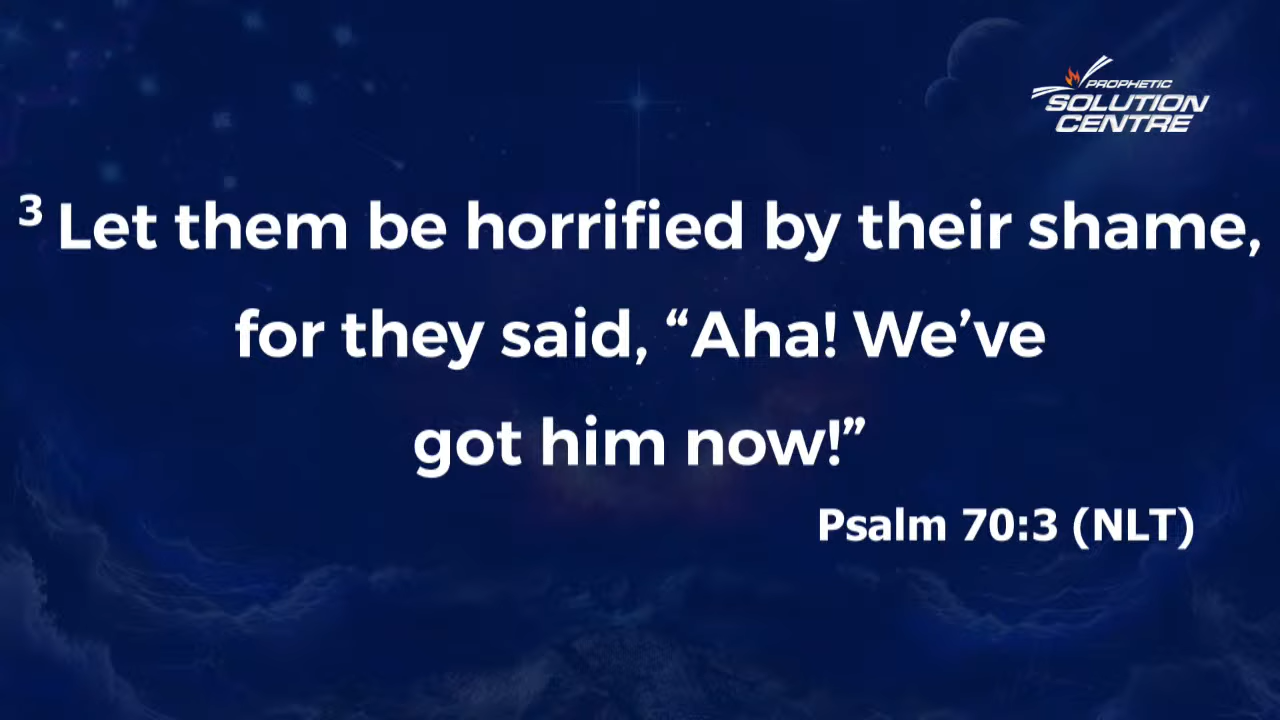 PROPHETIC
SOLUTION
CENTRE
3 Let them be horrified by their shame,
for they said, “Aha! We’ve
got him now!”
Psalm 70:3 (NLT)